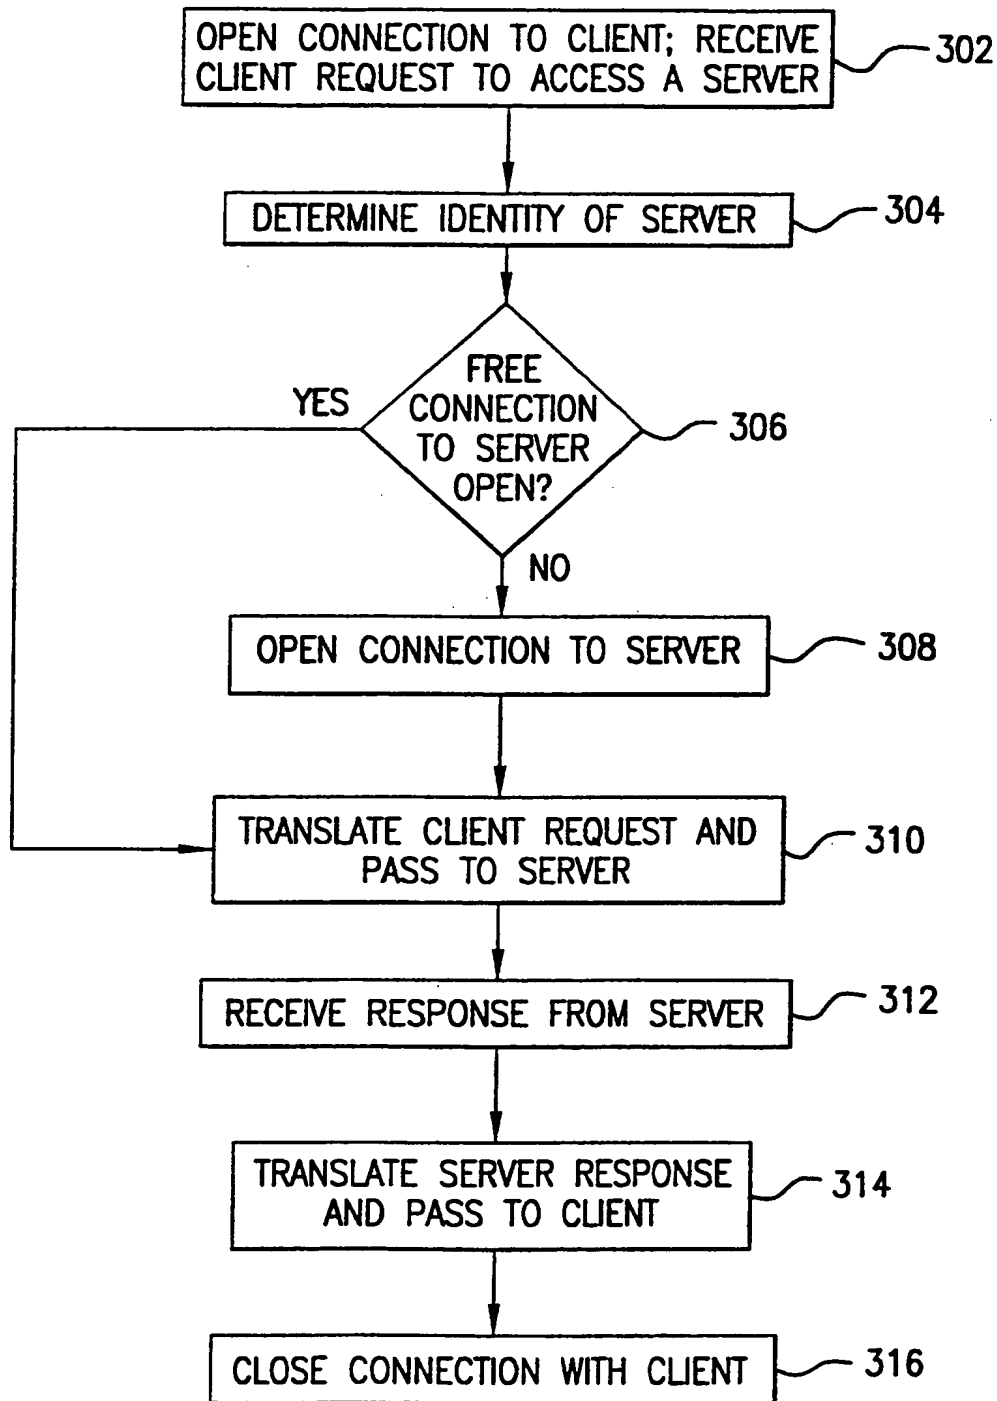 OPEN CONNECTION TO CLIENT; RECEIVE
CLIENT REQUEST TO ACCESS A SERVER
302
DETERMINE IDENTITY OF SERVER
304
FREE
CONNECTION
TO SERVER
OPEN?
YES
306
NO
OPEN CONNECTION TO SERVER
308
TRANSLATE CLIENT REQUEST AND
PASS TO SERVER
310
RECEIVE RESPONSE FROM SERVER
312
TRANSLATE SERVER RESPONSE
AND PASS TO CLIENT
314
CLOSE CONNECTION WITH CLIENT
316